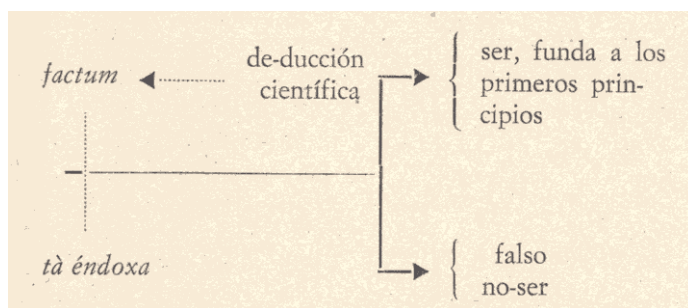 factum
de-ducción
científica
ser, funda a los
primeros prin-
cipios
tà éndoxa
falso
no-ser